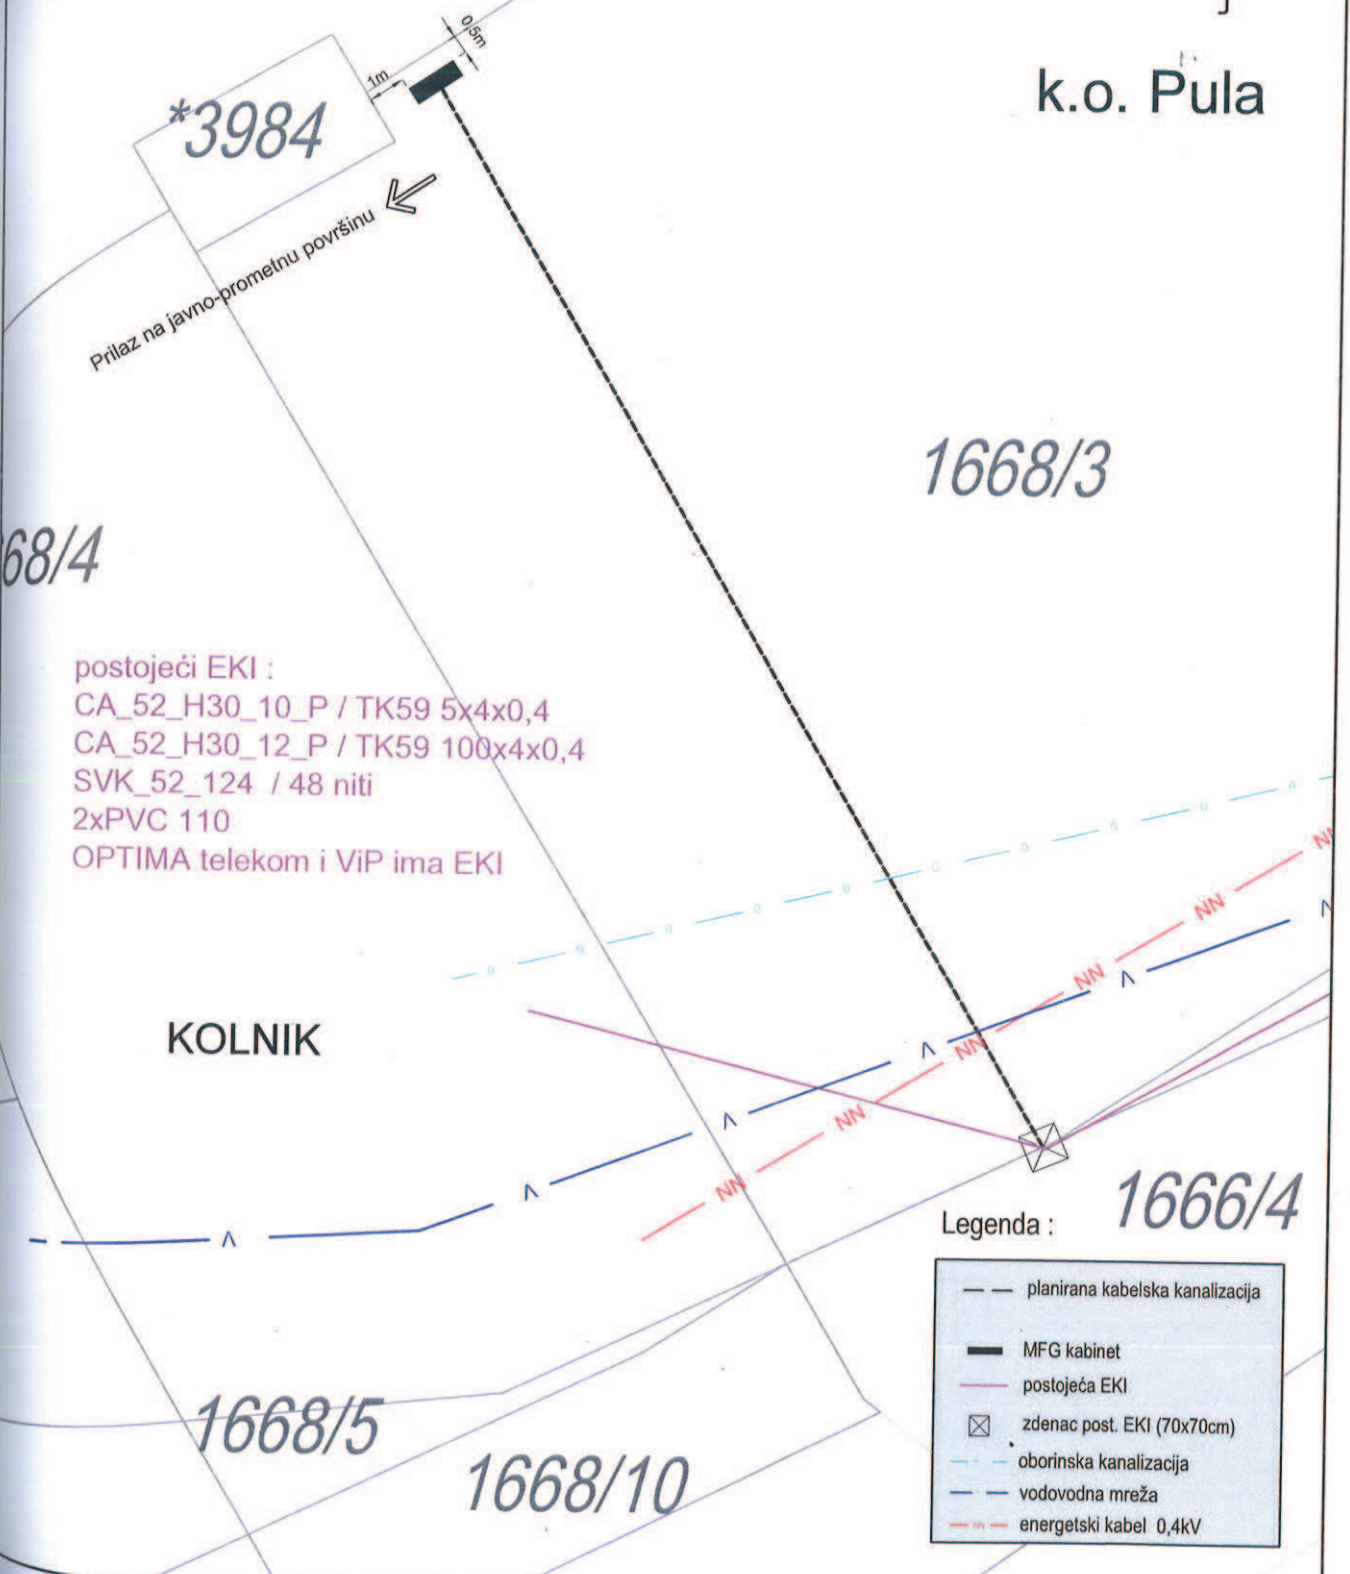 k.o. Pula
0,5m
1m
*3984
Prilaz na javno-prometnu površinu
1668/3
68/4
postojeći EKI :
CA_52_H30_10_P / TK59 5x4x0,4
CA_52_H30_12_P / TK59 100x4x0,4
SVK_52_124 / 48 niti
2xPVC 110
OPTIMA telekom i ViP ima EKI
NN
NN
NN
NN
NN
KOLNIK
NN
1666/4
Legenda :
planirana kabelska kanalizacija
MFG kabinet
postojeća EKI
zdenac post. EKI (70x70cm)
oborinska kanalizacija
vodovodna mreža
NN energetski kabel 0,4kV
1668/5
1668/10